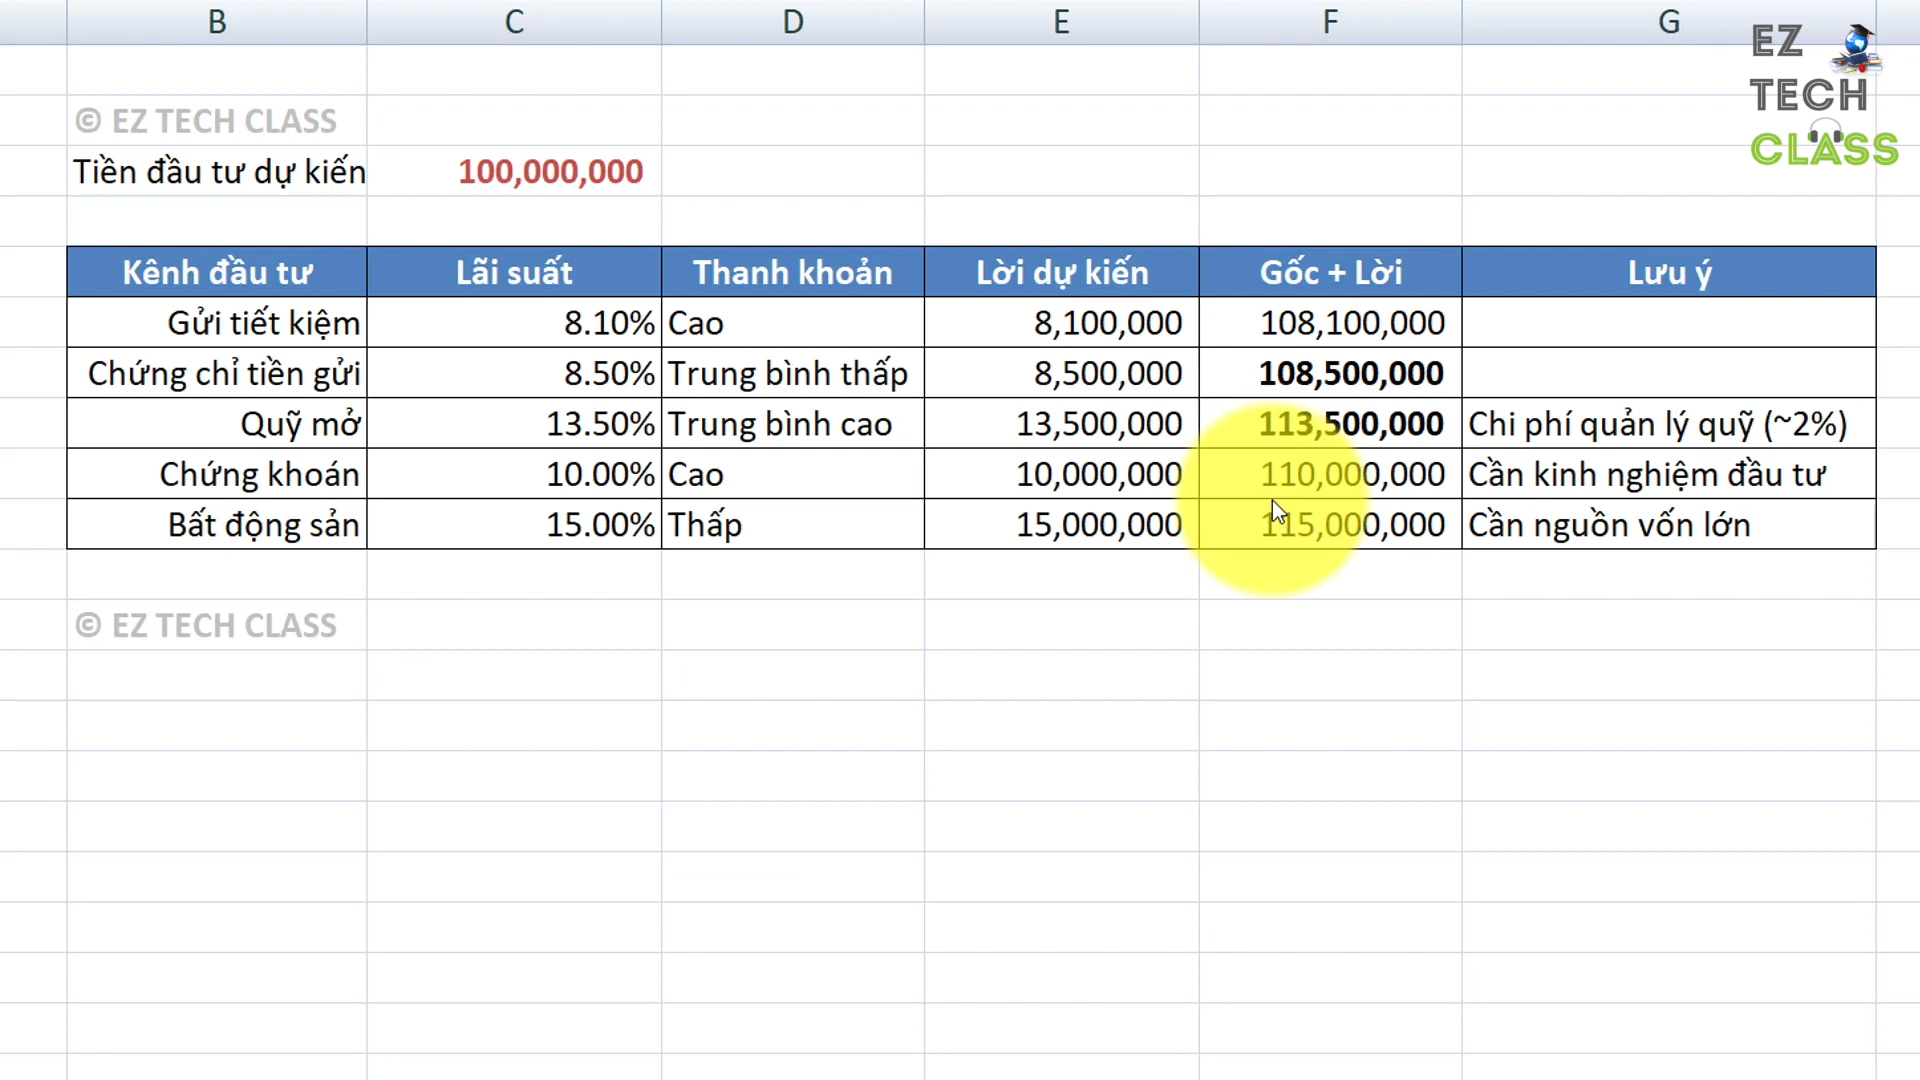 B C D E F G
EZ
TECH
CLASS
© EZ TECH CLASS
Tiền đầu tư dự kiến 100,000,000
Kênh đầu tư Lãi suất Thanh khoản Lời dự kiến Gốc + Lời Lưu ý
Gửi tiết kiệm 8.10% Cao 8,100,000 108,100,000
Chứng chỉ tiền gửi 8.50% Trung bình thấp 8,500,000 108,500,000
Quỹ mở 13.50% Trung bình cao 13,500,000 113,500,000 Chi phí quản lý quỹ (~2%)
Chứng khoán 10.00% Cao 10,000,000 110,000,000 Cần kinh nghiệm đầu tư
Bất động sản 15.00% Thấp 15,000,000 115,000,000 Cần nguồn vốn lớn
© EZ TECH CLASS